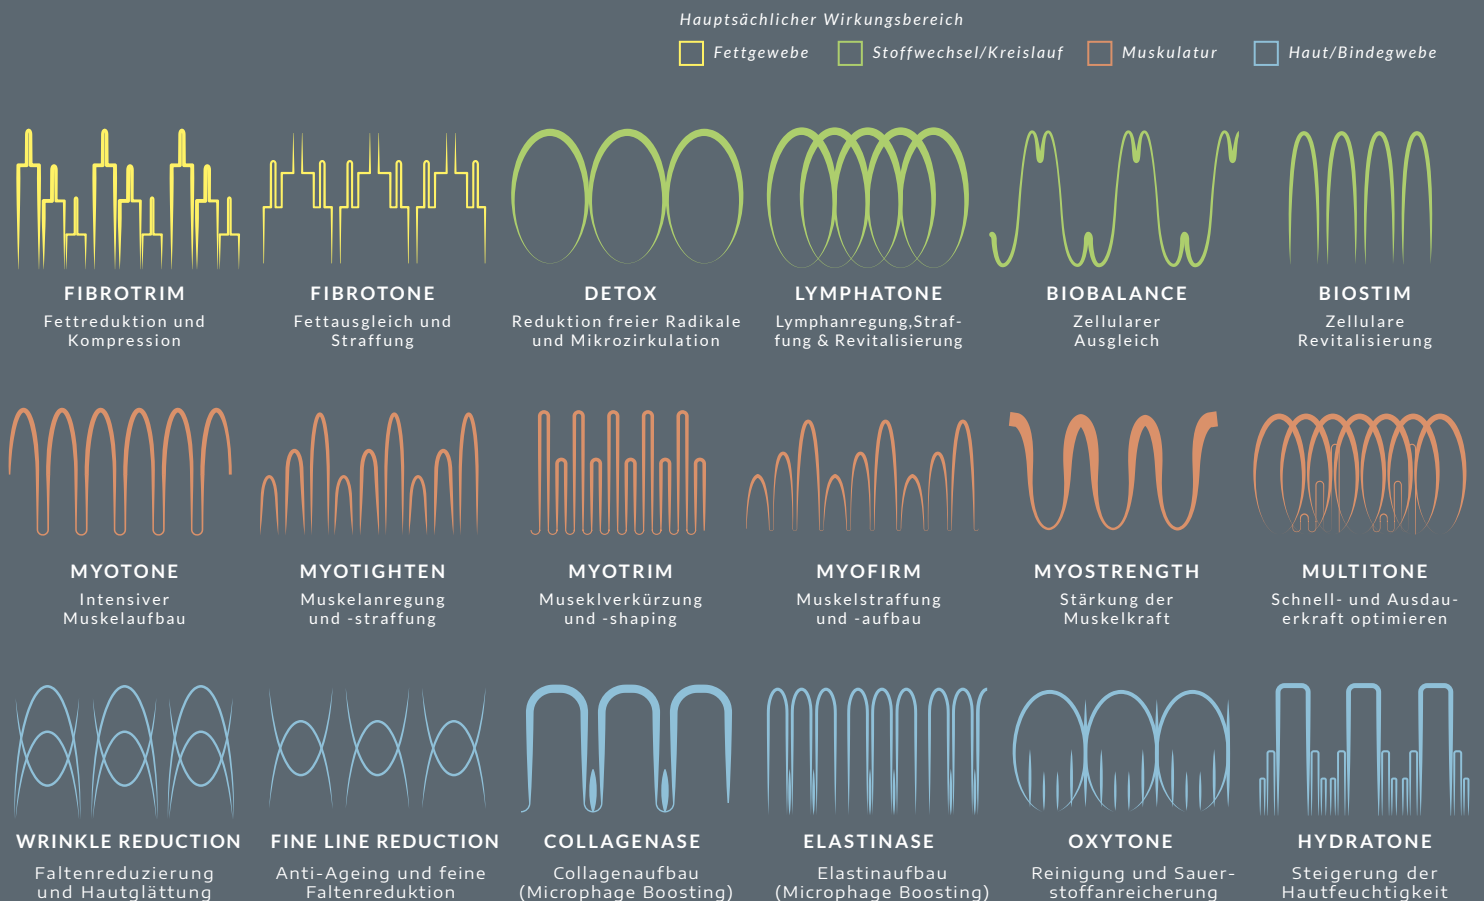 Hauptsächlicher Wirkungsbereich
Fettgewebe
Stoffwechsel/Kreislauf
Muskulatur
Haut/Bindegwebe
FIBROTRIM
Fettreduktion und
Kompression
FIBROTONE
Fettausgleich und
Straffung
DETOX
Reduktion freier Radikale
und Mikrozirkulation
LYMPHATONE
Lymphanregung,Straf-
fung & Revitalisierung
BIOBALANCE
Zellularer
Ausgleich
BIOSTIM
Zellulare
Revitalisierung
MYOTONE
Intensiver
Muskelaufbau
MYOTIGHTEN
Muskelanregung
und -straffung
MYOTRIM
Museklverkürzung
und -shaping
MYOFIRM
Muskelstraffung
und -aufbau
MYOSTRENGTH
Stärkung der
Muskelkraft
MULTITONE
Schnell- und Ausdau-
erkraft optimieren
WRINKLE REDUCTION
Faltenreduzierung
und Hautglättung
FINE LINE REDUCTION
Anti-Ageing und feine
Faltenreduktion
COLLAGENASE
Collagenaufbau
(Microphage Boosting)
ELASTINASE
Elastinaufbau
(Microphage Boosting)
OXYTONE
Reinigung und Sauer-
stoffanreicherung
HYDRATONE
Steigerung der
Hautfeuchtigkeit